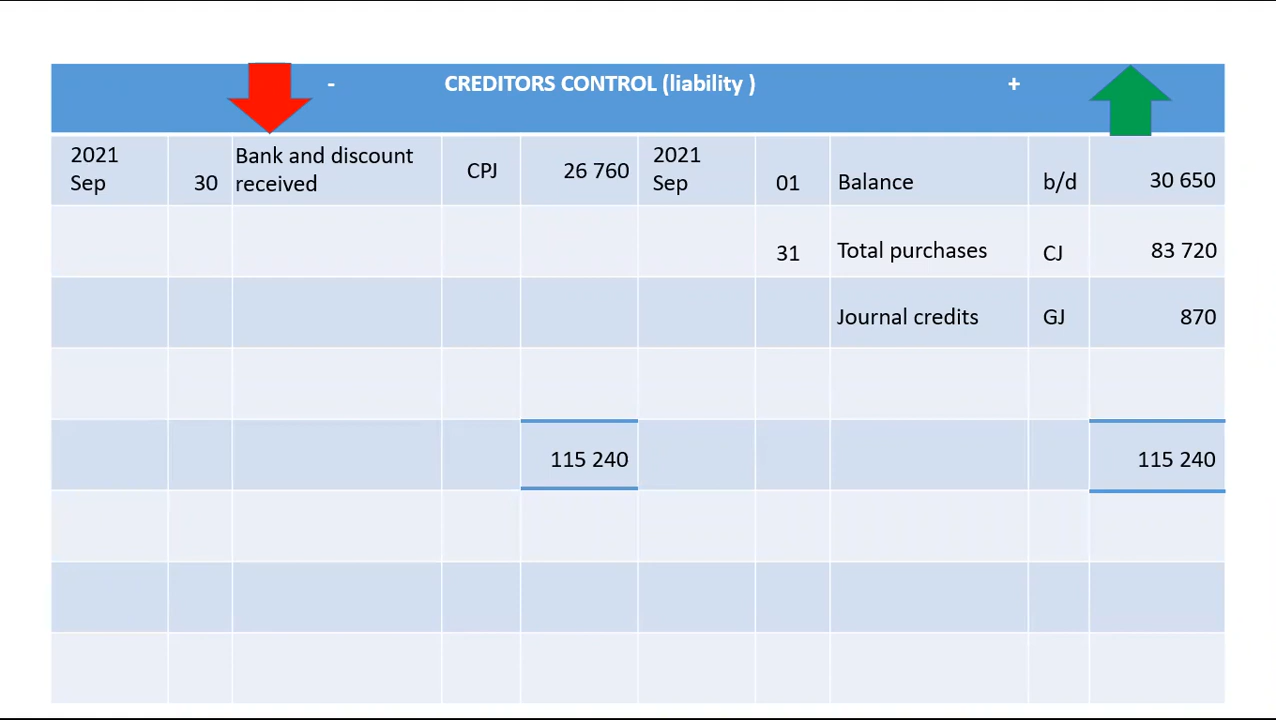 - CREDITORS CONTROL (liability ) +
2021 Sep 30 Bank and discount received CPJ 26 760 2021 Sep 01 Balance b/d 30 650
31 Total purchases CJ 83 720
Journal credits GJ 870
115 240 115 240